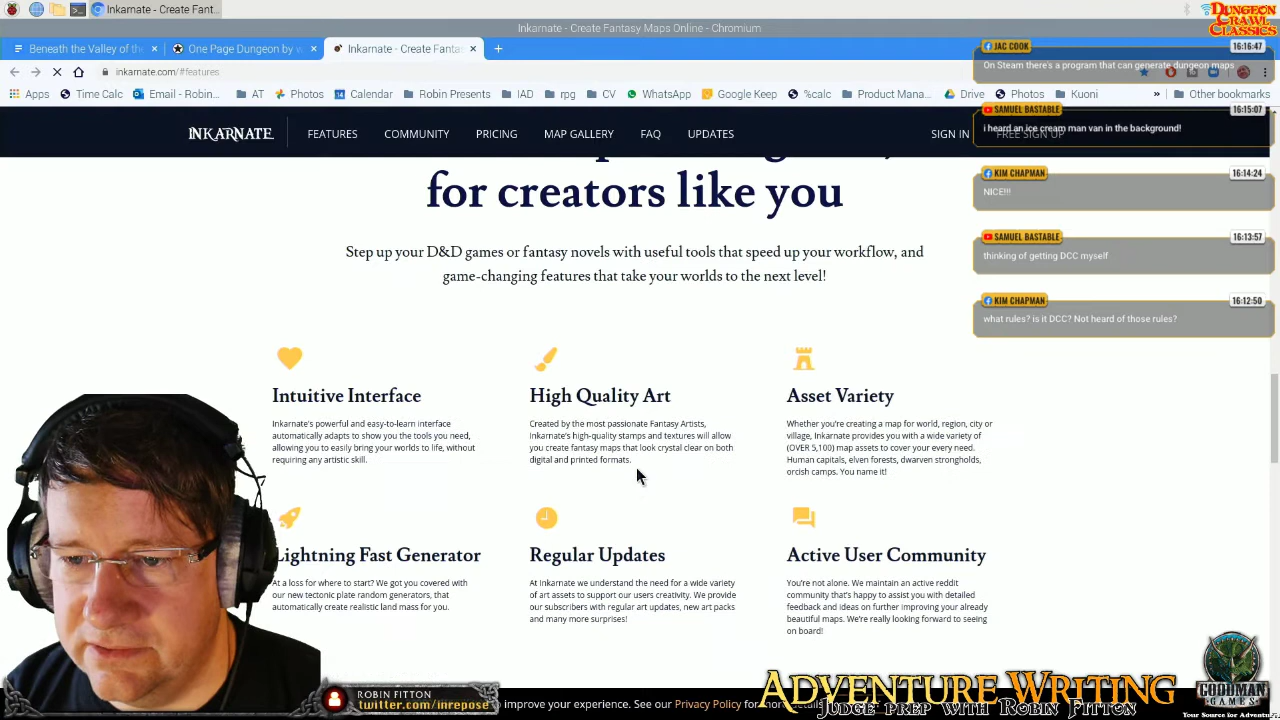 Inkarnate - Create Fant...
Inkarnate - Create Fantasy Maps Online - Chromium
Beneath the Valley of th
One Page Dungeon by w
Inkarnate - Create Fanta
inkarnate.com/#features
Apps
Time Calc
Email - Robin...
AT
Photos
Calendar
Robin Presents
IAD
rpg
CV
WhatsApp
Google Keep
%calc
Product Mana...
Drive
Photos
Kuoni
»
Other bookmarks
DUNGEON
CRAWL
CLASSICS
INKARNATE
FEATURES
COMMUNITY
PRICING
MAP GALLERY
FAQ
UPDATES
SIGN IN
FREE SIGN UP
for creators like you
Step up your D&D games or fantasy novels with useful tools that speed up your workflow, and
game-changing features that take your worlds to the next level!
Intuitive Interface
Inkarnate's powerful and easy-to-learn interface
automatically adapts to show you the tools you need,
allowing you to easily bring your worlds to life, without
requiring any artistic skill.
High Quality Art
Created by the most passionate Fantasy Artists,
Inkarnate's high-quality stamps and textures will allow
you create fantasy maps that look crystal clear on both
digital and printed formats.
Asset Variety
Whether you're creating a map for world, region, city or
village, Inkarnate provides you with a wide variety of
(OVER 5,100) map assets to cover your every need.
Human capitals, elven forests, dwarven strongholds,
orcish camps. You name it!
Lightning Fast Generator
At a loss for where to start? We got you covered with
our new tectonic plate random generators, that
automatically create realistic land mass for you.
Regular Updates
At Inkarnate we understand the need for a wide variety
of art assets to support our users creativity. We provide
our subscribers with regular art updates, new art packs
and many more surprises!
Active User Community
You're not alone. We maintain an active reddit
community that's happy to assist you with detailed
feedback and ideas on further improving your already
beautiful maps. We're really looking forward to seeing
on board!
JAC COOK 16:16:47
On Steam there's a program that can generate dungeon maps
SAMUEL BASTABLE 16:15:07
i heard an ice cream man van in the background!
KIM CHAPMAN 16:14:24
NICE!!!
SAMUEL BASTABLE 16:13:57
thinking of getting DCC myself
KIM CHAPMAN 16:12:50
what rules? is it DCC? Not heard of those rules?
ROBIN FITTON
twitter.com/inrepose
to improve your experience. See our Privacy Policy for
ADVENTURE WRITING
JUDGE PREP WITH ROBIN FITTON
GOODMAN
GAMES
Your Source for Adventure